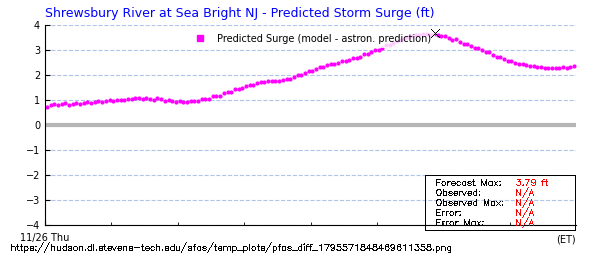 Shrewsbury River at Sea Bright NJ - Predicted Storm Surge (ft)
4
Predicted Surge (model - astron. prediction)
3
2
1
0
−1
−2
Forecast Max: 3.79 ft
Observed: N/A
−3
Observed Max: N/A
Error: N/A
Error Max: N/A
−4
11/26 Thu
(ET)
https://hudson.dl.stevens-tech.edu/sfas/temp_plots/pfas_diff_1795571848469611358.png